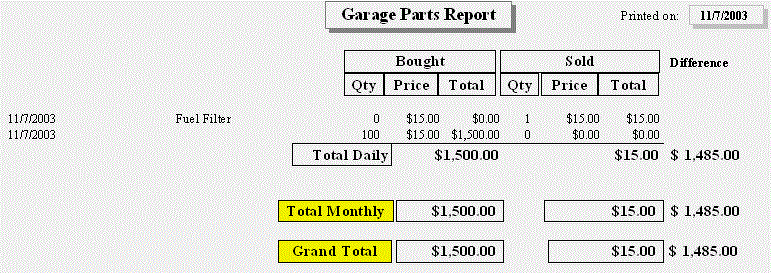 Garage Parts Report Printed on: 11/7/2003
Bought Sold Difference
Qty Price Total Qty Price Total
11/7/2003 Fuel Filter 0 $15.00 $0.00 1 $15.00 $15.00
11/7/2003 100 $15.00 $1,500.00 0 $0.00 $0.00
Total Daily $1,500.00 $15.00 $ 1,485.00
Total Monthly $1,500.00 $15.00 $ 1,485.00
Grand Total $1,500.00 $15.00 $ 1,485.00